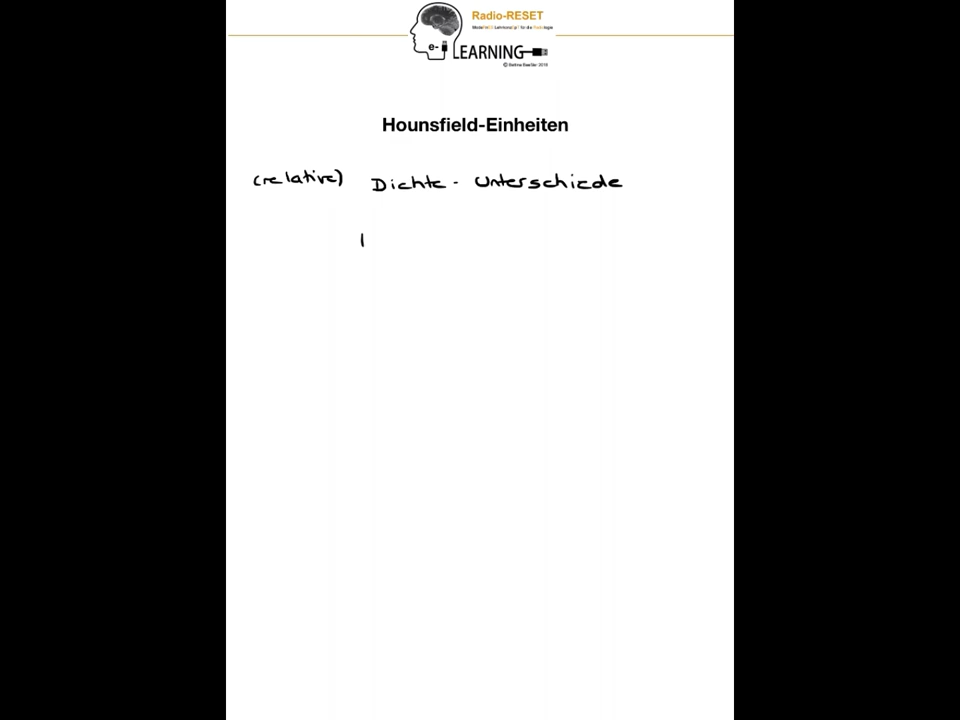 Radio-RESET
e-LEARNING
Hounsfield-Einheiten
(relative) Dichte - Unterschiede